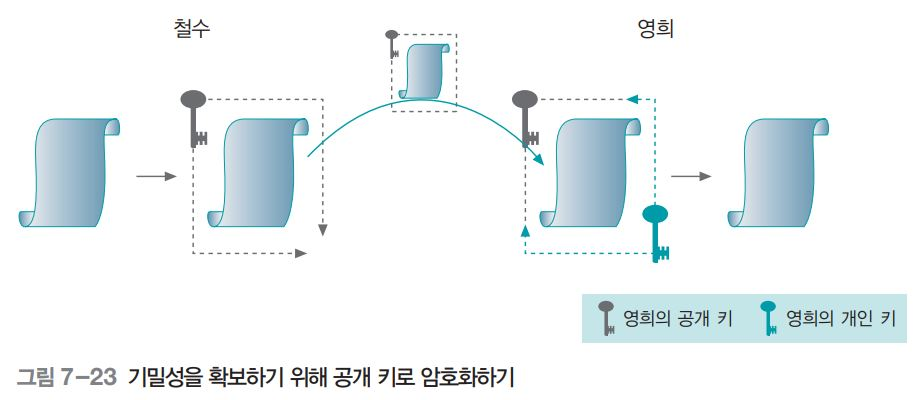 철수
영희
영희의 공개 키
영희의 개인 키
그림 7-23 기밀성을 확보하기 위해 공개 키로 암호화하기